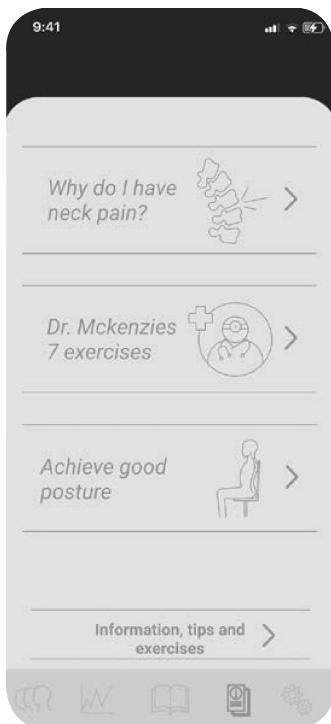 9:41
Why do I have
neck pain?
Dr. Mckenzies
7 exercises
Achieve good
posture
Information, tips and
exercises